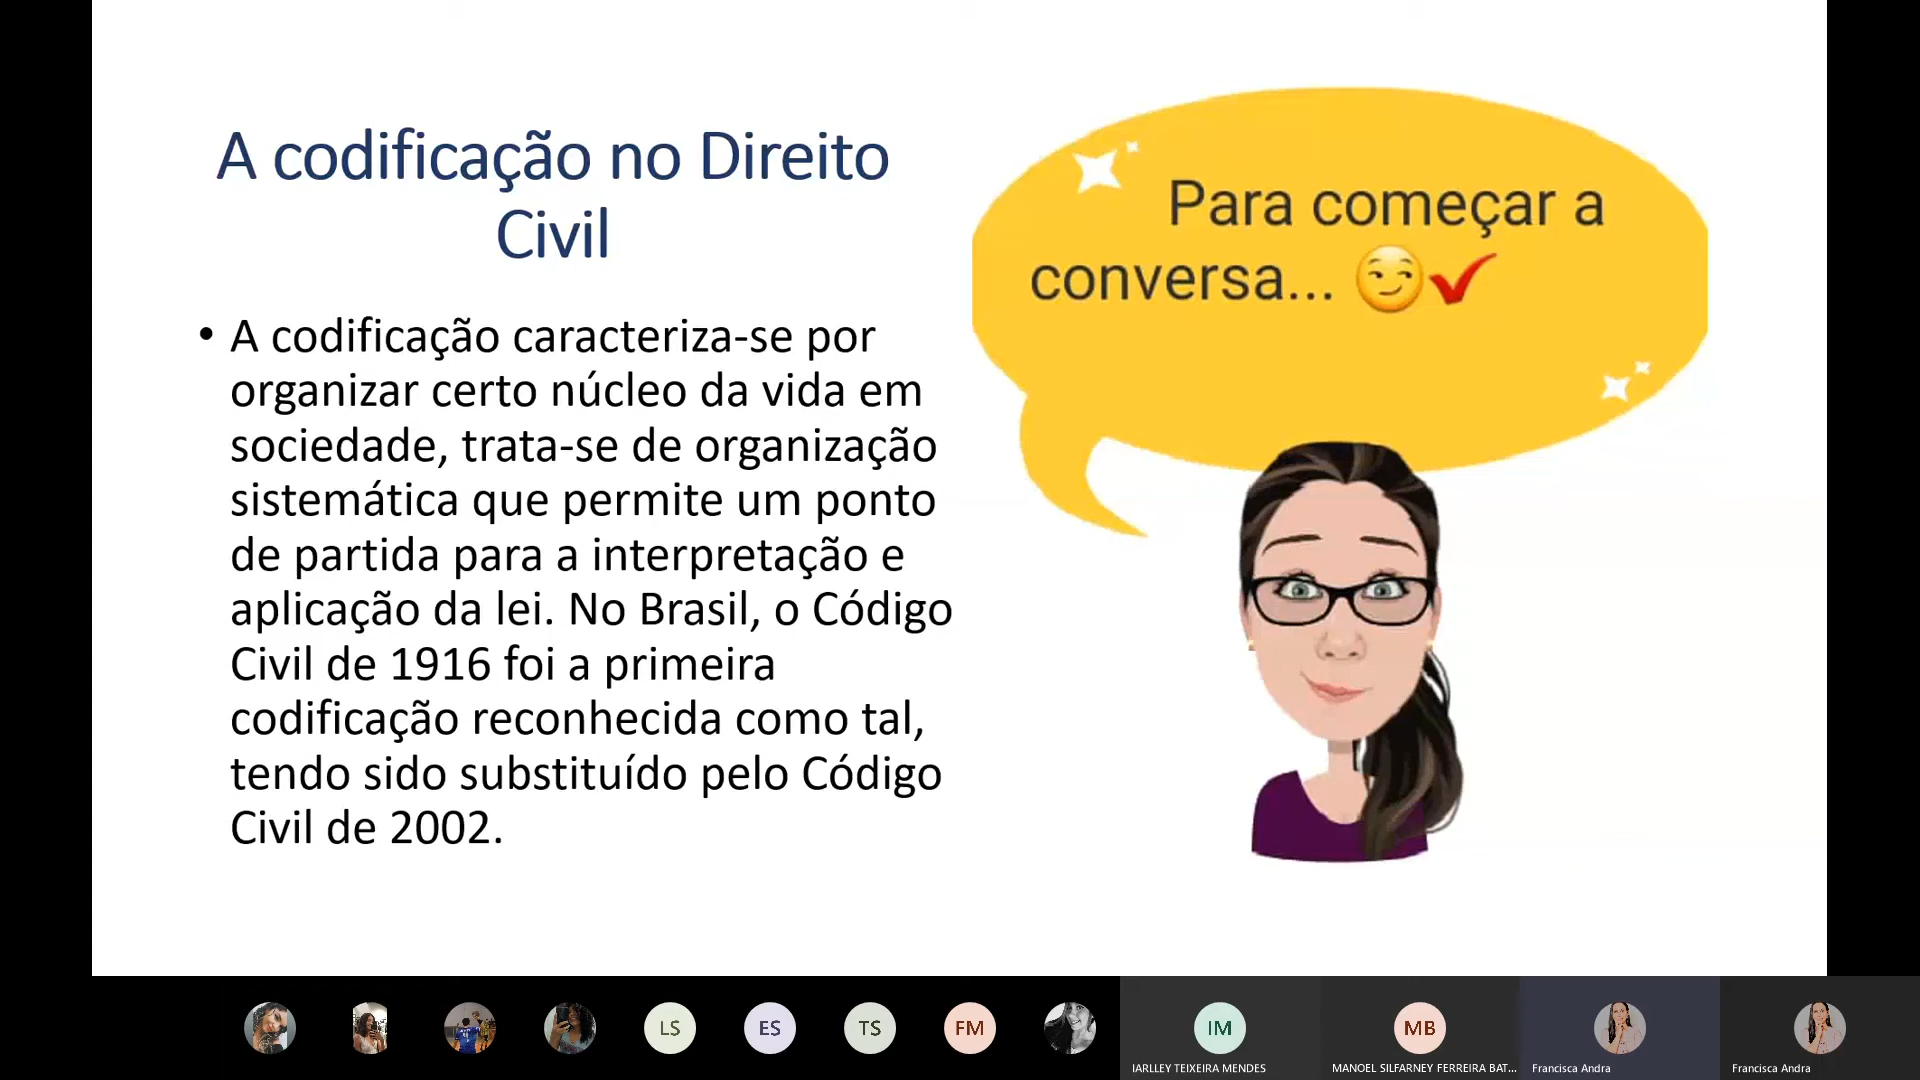 A codificação no Direito
Civil
• A codificação caracteriza-se por
organizar certo núcleo da vida em
sociedade, trata-se de organização
sistemática que permite um ponto
de partida para a interpretação e
aplicação da lei. No Brasil, o Código
Civil de 1916 foi a primeira
codificação reconhecida como tal,
tendo sido substituído pelo Código
Civil de 2002.
Para começar a
conversa... 😏✔
LS
ES
TS
FM
IM
IARLLEY TEIXEIRA MENDES
MB
MANOEL SILFARNEY FERREIRA BAT...
Francisca Andra
Francisca Andra